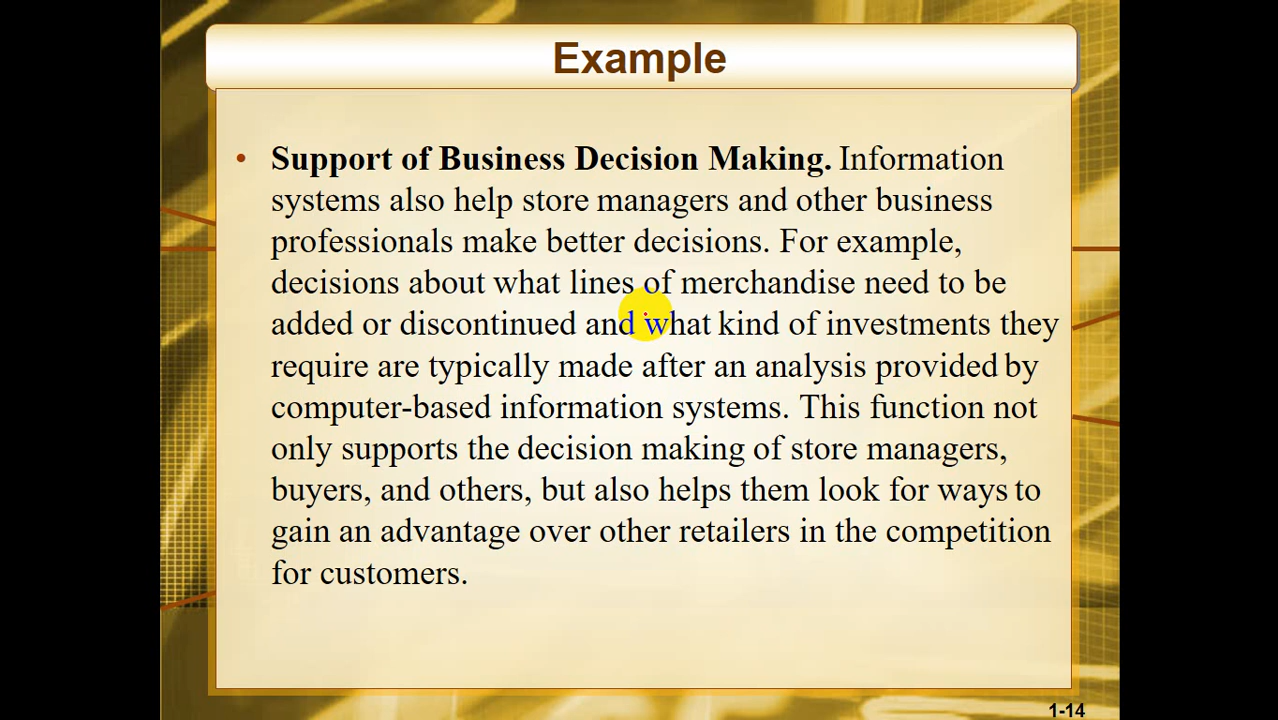 Example
• Support of Business Decision Making. Information
systems also help store managers and other business
professionals make better decisions. For example,
decisions about what lines of merchandise need to be
added or discontinued and what kind of investments they
require are typically made after an analysis provided by
computer-based information systems. This function not
only supports the decision making of store managers,
buyers, and others, but also helps them look for ways to
gain an advantage over other retailers in the competition
for customers.
1-14